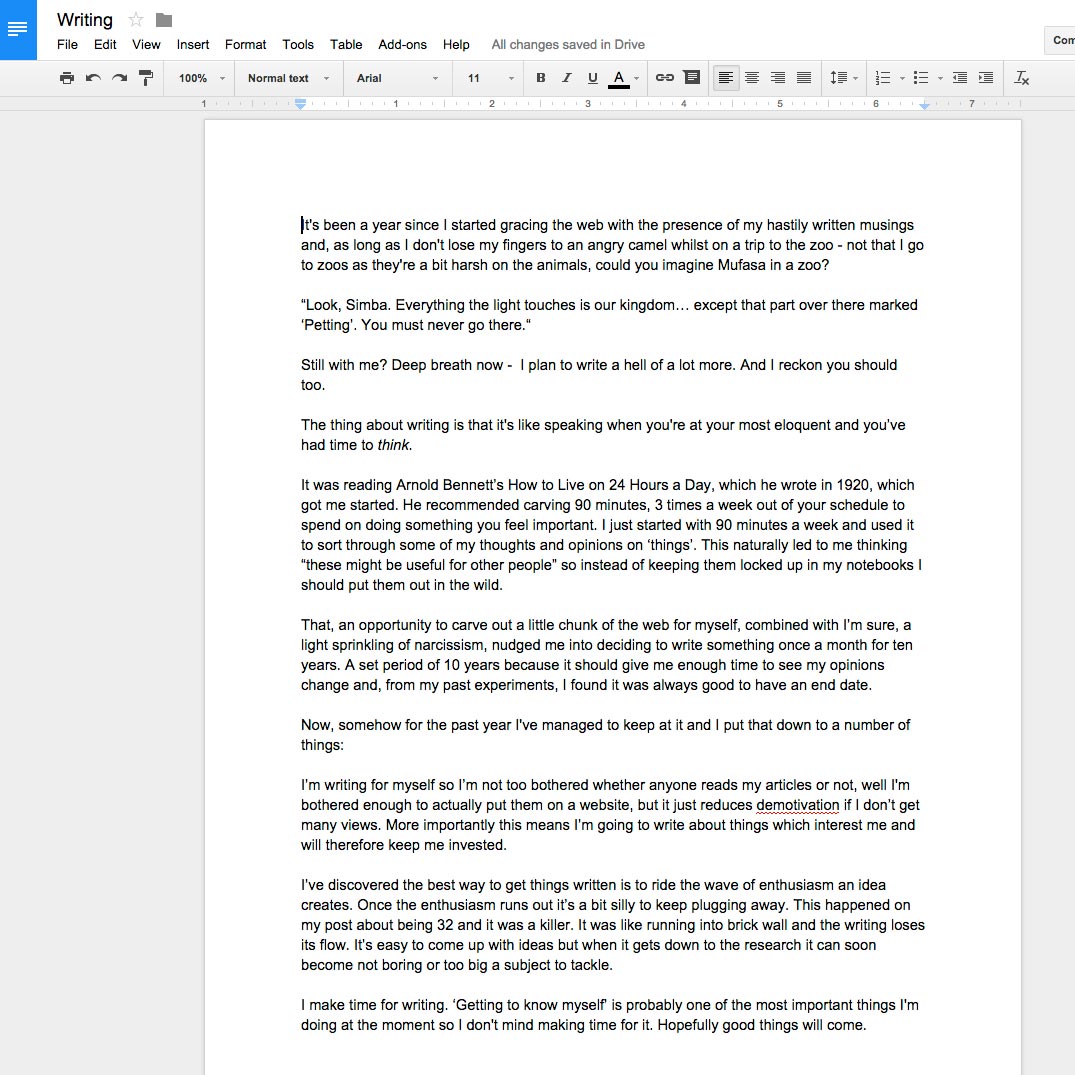 Writing
File Edit View Insert Format Tools Table Add-ons Help All changes saved in Drive
Com
100% Normal text Arial 11 B I U A
1 1 2 3 4 5 6 7
It's been a year since I started gracing the web with the presence of my hastily written musings
and, as long as I don't lose my fingers to an angry camel whilst on a trip to the zoo - not that I go
to zoos as they're a bit harsh on the animals, could you imagine Mufasa in a zoo?
“Look, Simba. Everything the light touches is our kingdom… except that part over there marked
‘Petting’. You must never go there.“
Still with me? Deep breath now -  I plan to write a hell of a lot more. And I reckon you should
too.
The thing about writing is that it's like speaking when you're at your most eloquent and you’ve
had time to think.
It was reading Arnold Bennett’s How to Live on 24 Hours a Day, which he wrote in 1920, which
got me started. He recommended carving 90 minutes, 3 times a week out of your schedule to
spend on doing something you feel important. I just started with 90 minutes a week and used it
to sort through some of my thoughts and opinions on ‘things’. This naturally led to me thinking
“these might be useful for other people” so instead of keeping them locked up in my notebooks I
should put them out in the wild.
That, an opportunity to carve out a little chunk of the web for myself, combined with I’m sure, a
light sprinkling of narcissism, nudged me into deciding to write something once a month for ten
years. A set period of 10 years because it should give me enough time to see my opinions
change and, from my past experiments, I found it was always good to have an end date.
Now, somehow for the past year I've managed to keep at it and I put that down to a number of
things:
I’m writing for myself so I’m not too bothered whether anyone reads my articles or not, well I'm
bothered enough to actually put them on a website, but it just reduces demotivation if I don’t get
many views. More importantly this means I’m going to write about things which interest me and
will therefore keep me invested.
I’ve discovered the best way to get things written is to ride the wave of enthusiasm an idea
creates. Once the enthusiasm runs out it’s a bit silly to keep plugging away. This happened on
my post about being 32 and it was a killer. It was like running into brick wall and the writing loses
its flow. It’s easy to come up with ideas but when it gets down to the research it can soon
become not boring or too big a subject to tackle.
I make time for writing. ‘Getting to know myself’ is probably one of the most important things I'm
doing at the moment so I don't mind making time for it. Hopefully good things will come.